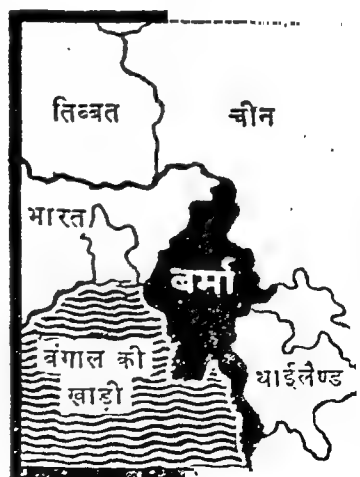 तिब्बत
चीन
भारत
बर्मा
बंगाल की
खाड़ी
थाईलैण्ड